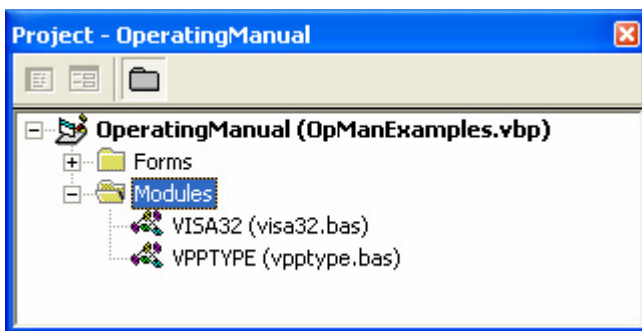 Project - OperatingManual
OperatingManual (OpManExamples.vbp)
Forms
Modules
VISA32 (visa32.bas)
VPPTYPE (vpptype.bas)